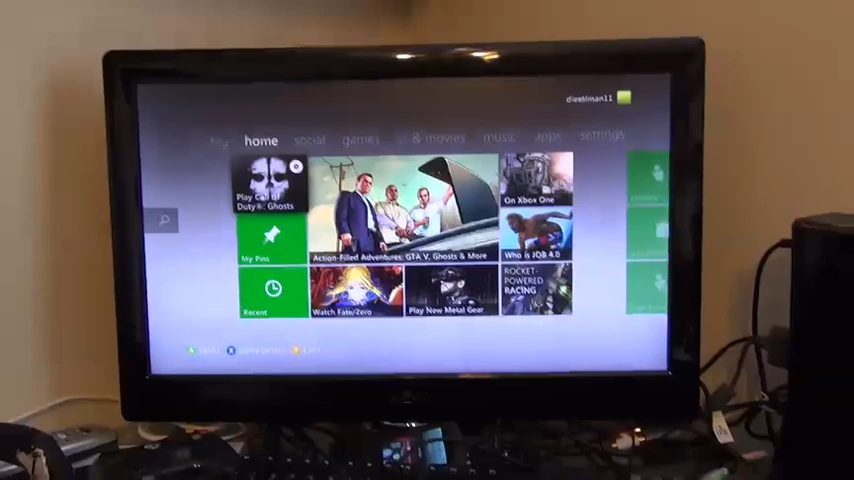 home social games & movies music apps settings
Play Call of
Duty®: Ghosts
My Pins
Recent
Action-Filled Adventures: GTA V, Ghosts & More
Watch Fate/Zero
Play New Metal Gear
On Xbox One
Who is JOB 4.0
ROCKET-
POWERED
RACING